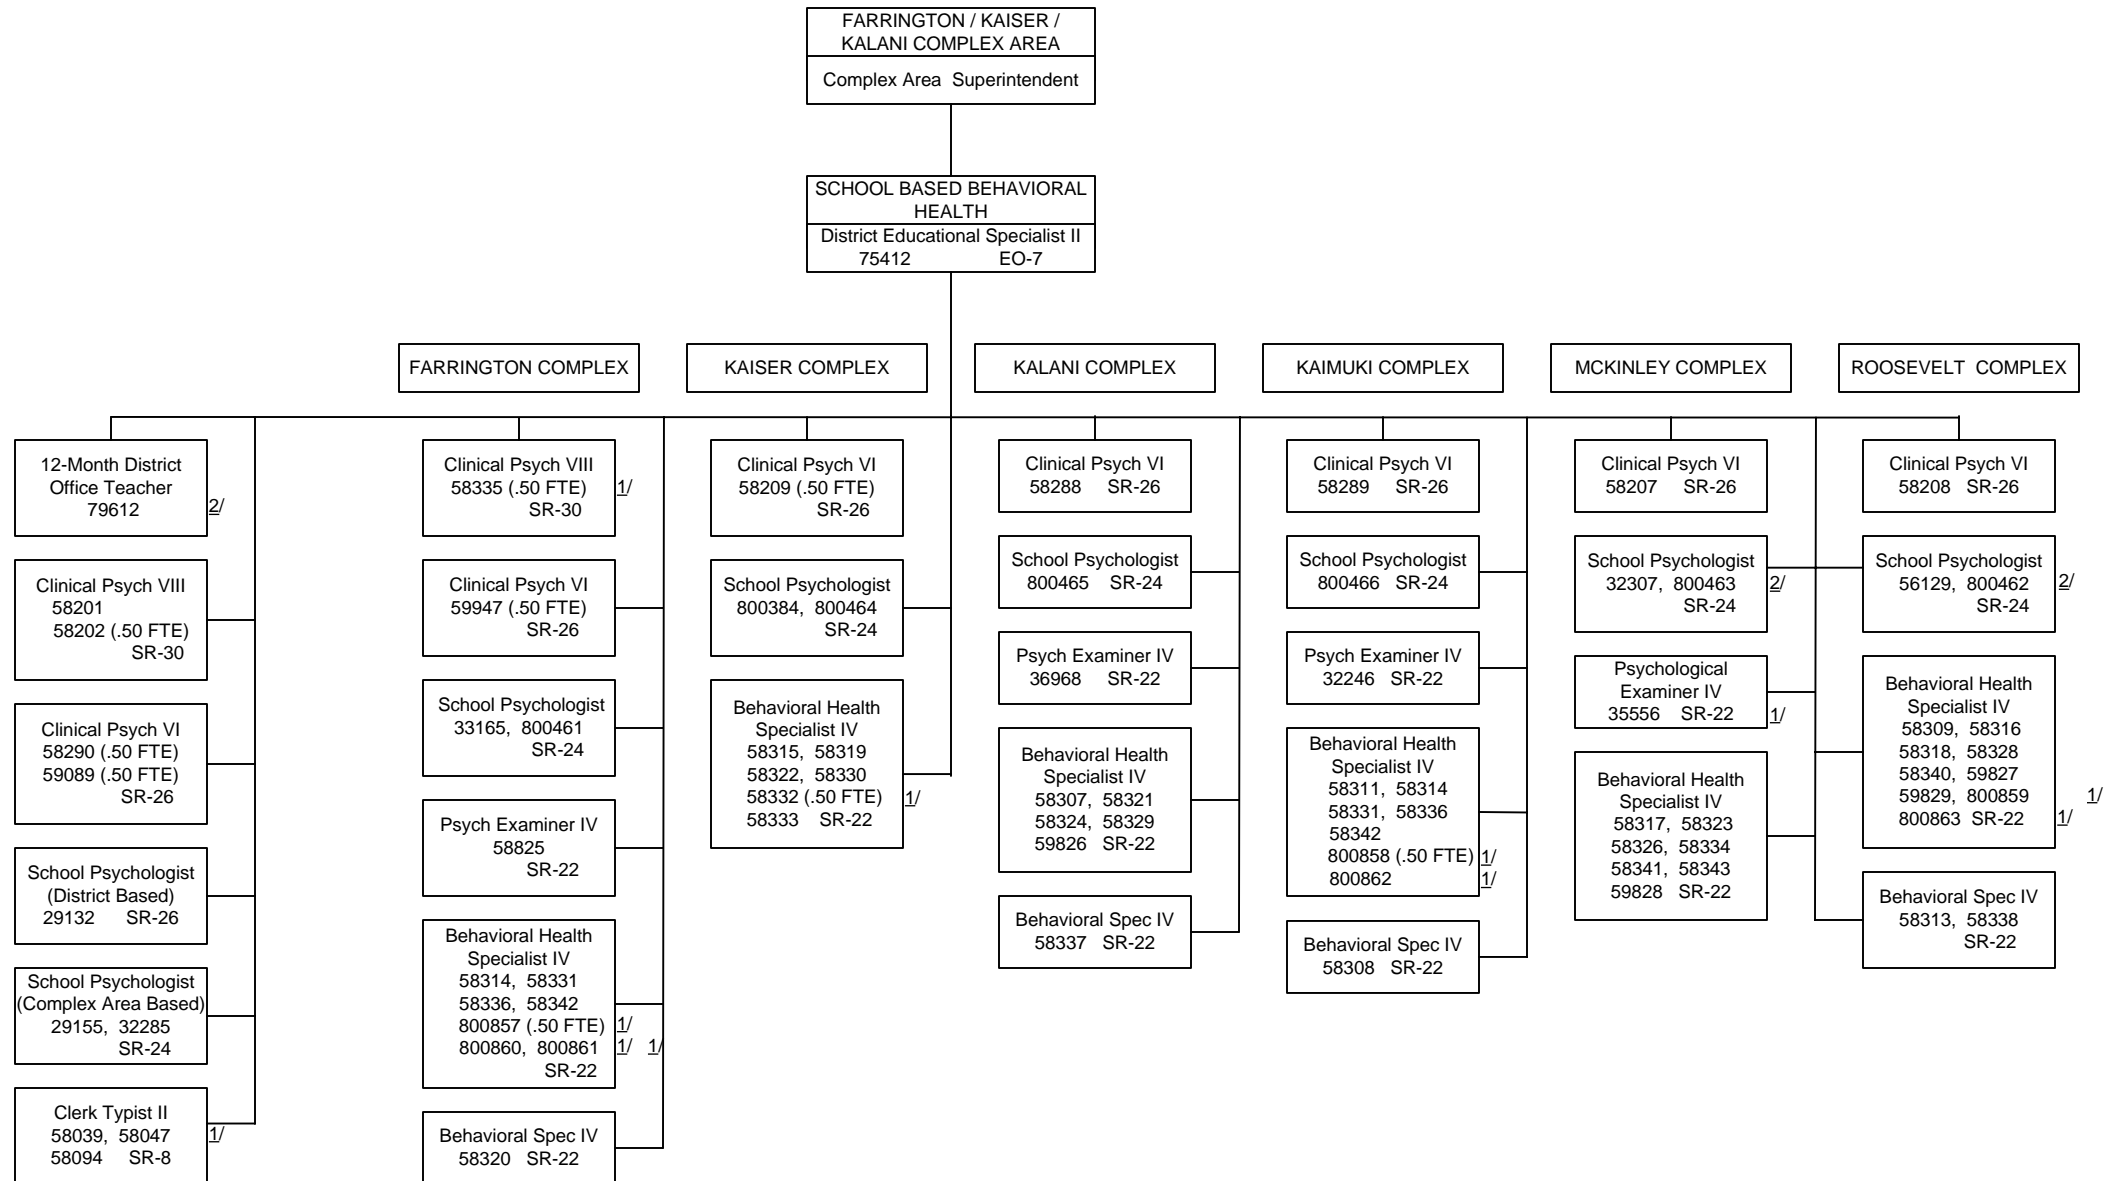 FARRINGTON / KAISER /
KALANI COMPLEX AREA
Complex Area Superintendent
SCHOOL BASED BEHAVIORAL
HEALTH
District Educational Specialist II
75412 EO-7
FARRINGTON COMPLEX
KAISER COMPLEX
KALANI COMPLEX
KAIMUKI COMPLEX
MCKINLEY COMPLEX
ROOSEVELT COMPLEX
12-Month District
Office Teacher
79612
2/
Clinical Psych VIII
58201
58202 (.50 FTE)
SR-30
Clinical Psych VI
58290 (.50 FTE)
59089 (.50 FTE)
SR-26
School Psychologist
(District Based)
29132 SR-26
School Psychologist
(Complex Area Based)
29155, 32285
SR-24
Clerk Typist II
58039, 58047
1/
58094 SR-8
Clinical Psych VIII
58335 (.50 FTE) 1/
SR-30
Clinical Psych VI
59947 (.50 FTE)
SR-26
School Psychologist
33165, 800461
SR-24
Psych Examiner IV
58825
SR-22
Behavioral Health
Specialist IV
58314, 58331
58336, 58342
800857 (.50 FTE) 1/
800860, 800861 1/ 1/
SR-22
Behavioral Spec IV
58320 SR-22
Clinical Psych VI
58209 (.50 FTE)
SR-26
School Psychologist
800384, 800464
SR-24
Behavioral Health
Specialist IV
58315, 58319
58322, 58330
58332 (.50 FTE) 1/
58333 SR-22
Clinical Psych VI
58288 SR-26
School Psychologist
800465 SR-24
Psych Examiner IV
36968 SR-22
Behavioral Health
Specialist IV
58307, 58321
58324, 58329
59826 SR-22
Behavioral Spec IV
58337 SR-22
Clinical Psych VI
58289 SR-26
School Psychologist
800466 SR-24
Psych Examiner IV
32246 SR-22
Behavioral Health
Specialist IV
58311, 58314
58331, 58336
58342
800858 (.50 FTE) 1/
800862 1/
Behavioral Spec IV
58308 SR-22
Clinical Psych VI
58207 SR-26
School Psychologist
32307, 800463 2/
SR-24
Psychological
Examiner IV
35556 SR-22 1/
Behavioral Health
Specialist IV
58317, 58323
58326, 58334
58341, 58343
59828 SR-22
Clinical Psych VI
58208 SR-26
School Psychologist
56129, 800462 2/
SR-24
Behavioral Health
Specialist IV
58309, 58316
58318, 58328
58340, 59827
59829, 800859 1/
800863 SR-22 1/
Behavioral Spec IV
58313, 58338
SR-22